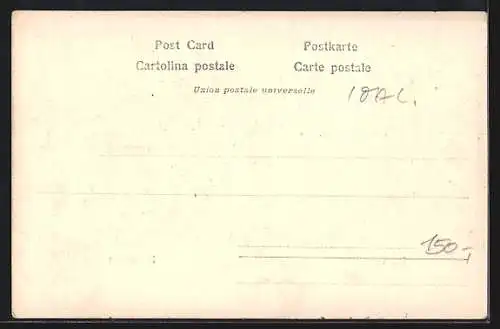 Post Card Postkarte
Cartolina postale Carte postale
Union postale universelle
150.-